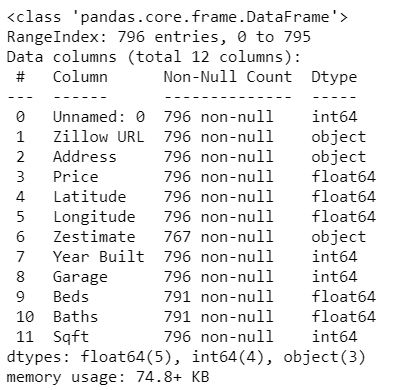 <class 'pandas.core.frame.DataFrame'>
RangeIndex: 796 entries, 0 to 795
Data columns (total 12 columns):
 #   Column      Non-Null Count  Dtype
---  ------      --------------  -----
 0   Unnamed: 0  796 non-null    int64
 1   Zillow URL  796 non-null    object
 2   Address     796 non-null    object
 3   Price       796 non-null    float64
 4   Latitude    796 non-null    float64
 5   Longitude   796 non-null    float64
 6   Zestimate   767 non-null    object
 7   Year Built  796 non-null    int64
 8   Garage      796 non-null    int64
 9   Beds        791 non-null    float64
 10  Baths       791 non-null    float64
 11  Sqft        796 non-null    int64
dtypes: float64(5), int64(4), object(3)
memory usage: 74.8+ KB